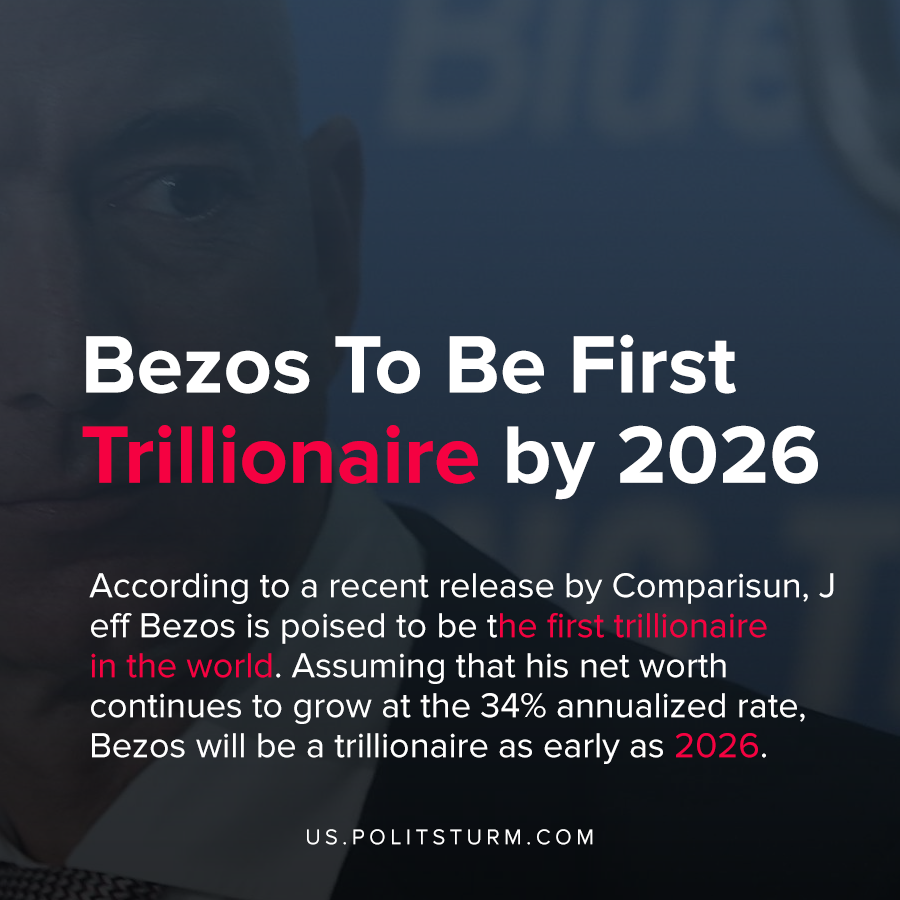 Blue
Bezos To Be First
Trillionaire by 2026
According to a recent release by Comparisun, J
eff Bezos is poised to be the first trillionaire
in the world. Assuming that his net worth
continues to grow at the 34% annualized rate,
Bezos will be a trillionaire as early as 2026.
US.POLITSTURM.COM